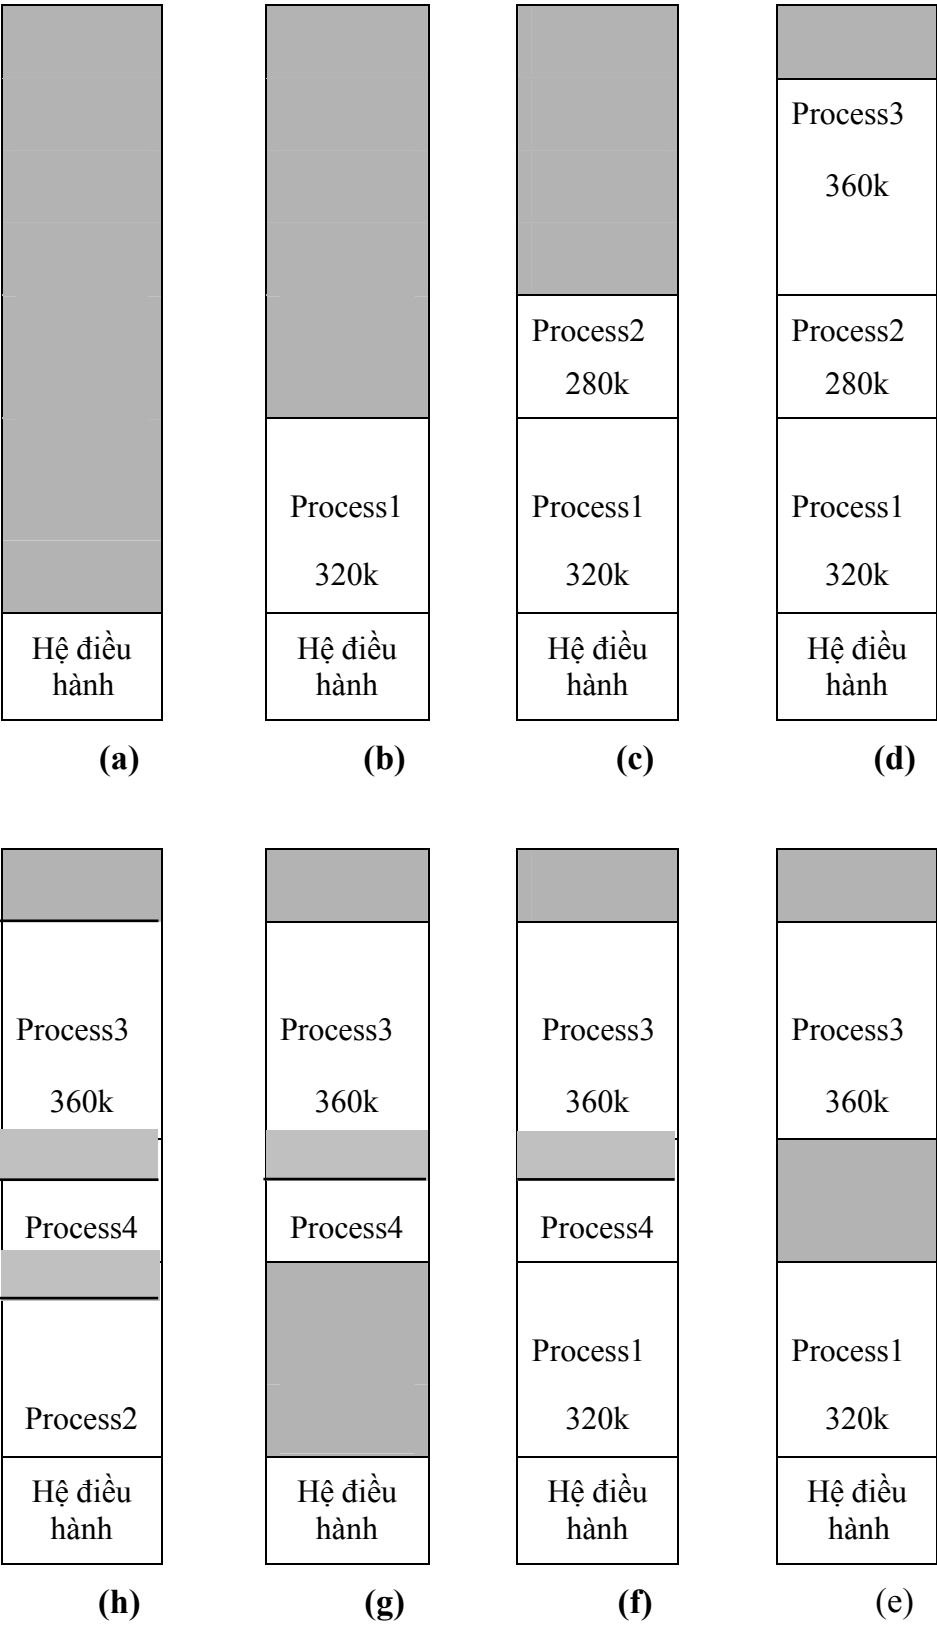 Hệ điều
hành
(a)
Process1
320k
Hệ điều
hành
(b)
Process2
280k
Process1
320k
Hệ điều
hành
(c)
Process3
360k
Process2
280k
Process1
320k
Hệ điều
hành
(d)
Process3
360k
Process4
Process2
Hệ điều
hành
(h)
Process3
360k
Process4
Hệ điều
hành
(g)
Process3
360k
Process4
Process1
320k
Hệ điều
hành
(f)
Process3
360k
Process1
320k
Hệ điều
hành
(e)